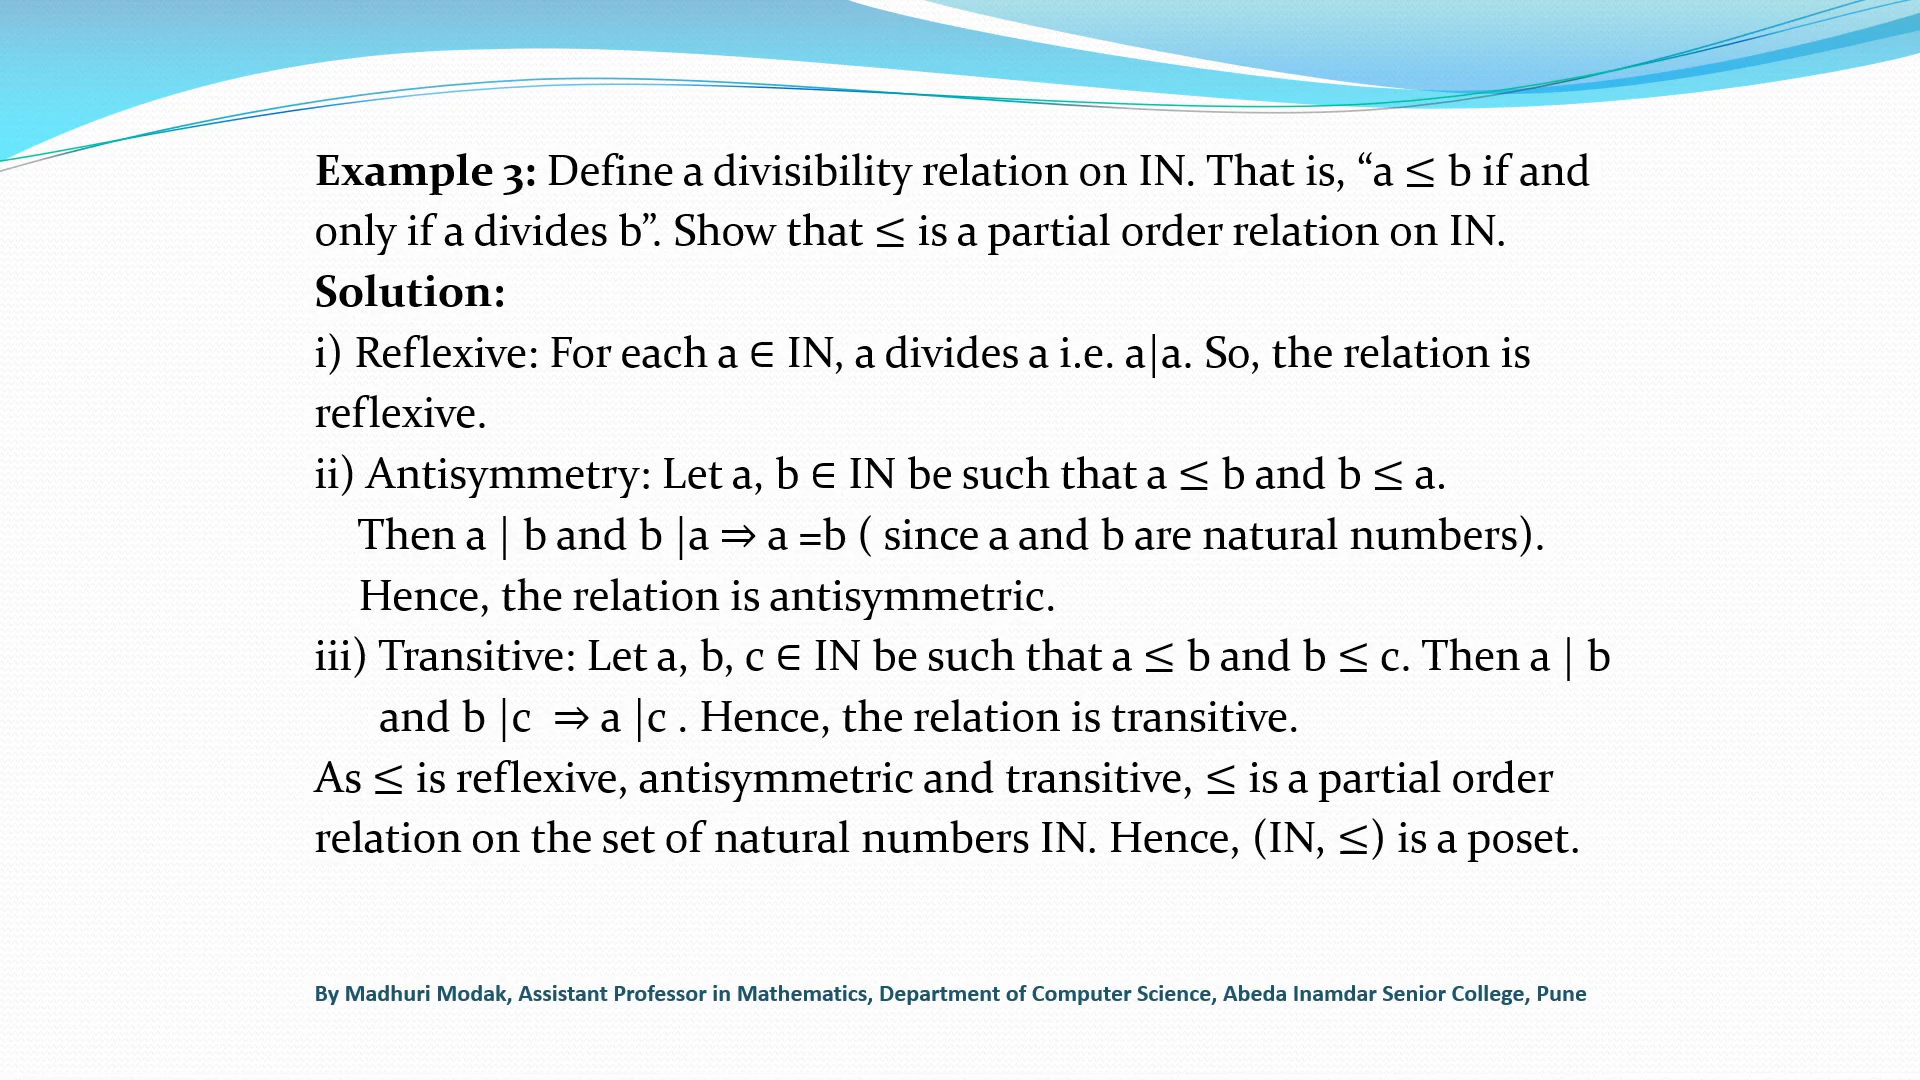 Example 3: Define a divisibility relation on IN. That is, “a ≤ b if and
only if a divides b”. Show that ≤ is a partial order relation on IN.
Solution:
i) Reflexive: For each a ∈ IN, a divides a i.e. a|a. So, the relation is
reflexive.
ii) Antisymmetry: Let a, b ∈ IN be such that a ≤ b and b ≤ a.
Then a | b and b |a ⇒ a =b ( since a and b are natural numbers).
Hence, the relation is antisymmetric.
iii) Transitive: Let a, b, c ∈ IN be such that a ≤ b and b ≤ c. Then a | b
and b |c ⇒ a |c . Hence, the relation is transitive.
As ≤ is reflexive, antisymmetric and transitive, ≤ is a partial order
relation on the set of natural numbers IN. Hence, (IN, ≤) is a poset.
By Madhuri Modak, Assistant Professor in Mathematics, Department of Computer Science, Abeda Inamdar Senior College, Pune